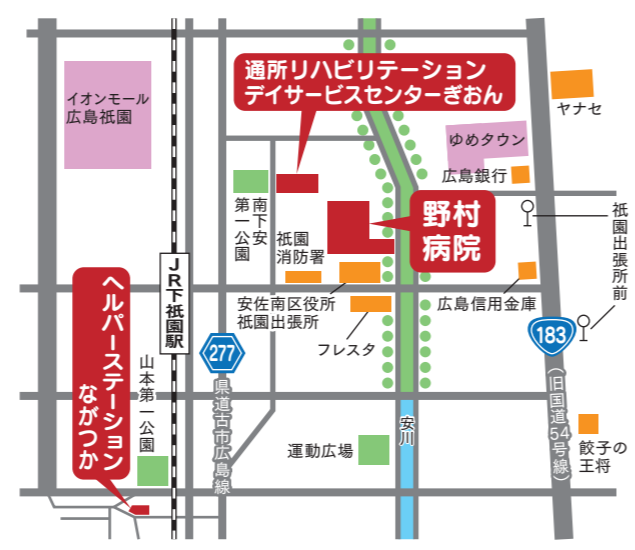 通所リハビリテーション
デイサービスセンターぎおん
イオンモール
広島祇園
ヤナセ
ゆめタウン
広島銀行
南下安
第一公園
祇園
消防署
野村
病院
祇園出張所前
JR下祇園駅
安佐南区役所
祇園出張所
広島信用金庫
フレスタ
277
183
ヘルパーステーション
ながつか
山本第一公園
県道古市広島線
(旧国道54号線)
安川
運動広場
餃子の
王将